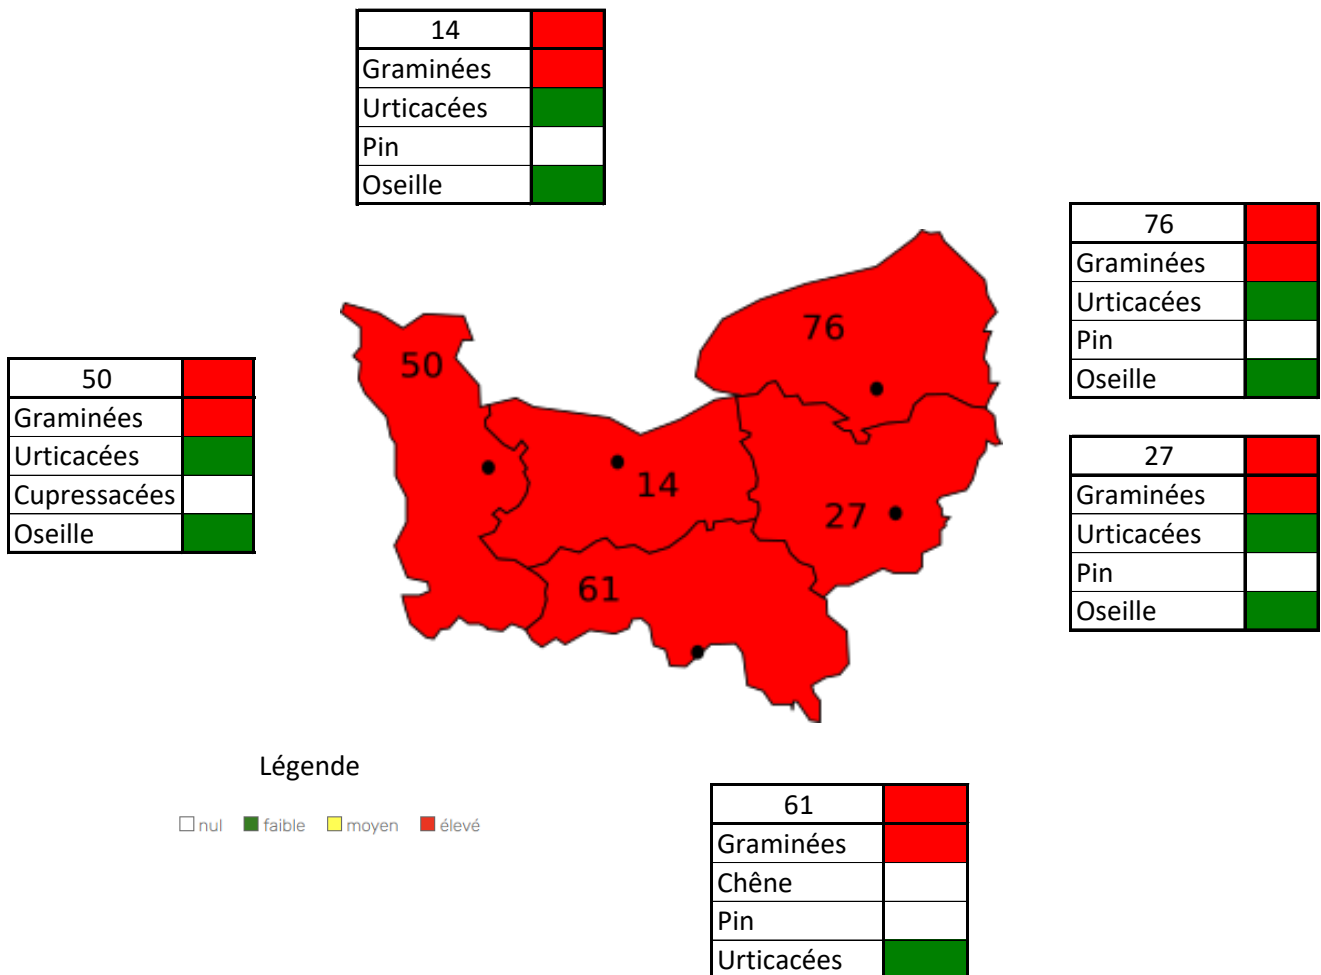 14
Graminées
Urticacées
Pin
Oseille
76
Graminées
Urticacées
Pin
Oseille
50
Graminées
Urticacées
Cupressacées
Oseille
76
50
14
27
61
27
Graminées
Urticacées
Pin
Oseille
Légende
nul faible moyen élevé
61
Graminées
Chêne
Pin
Urticacées